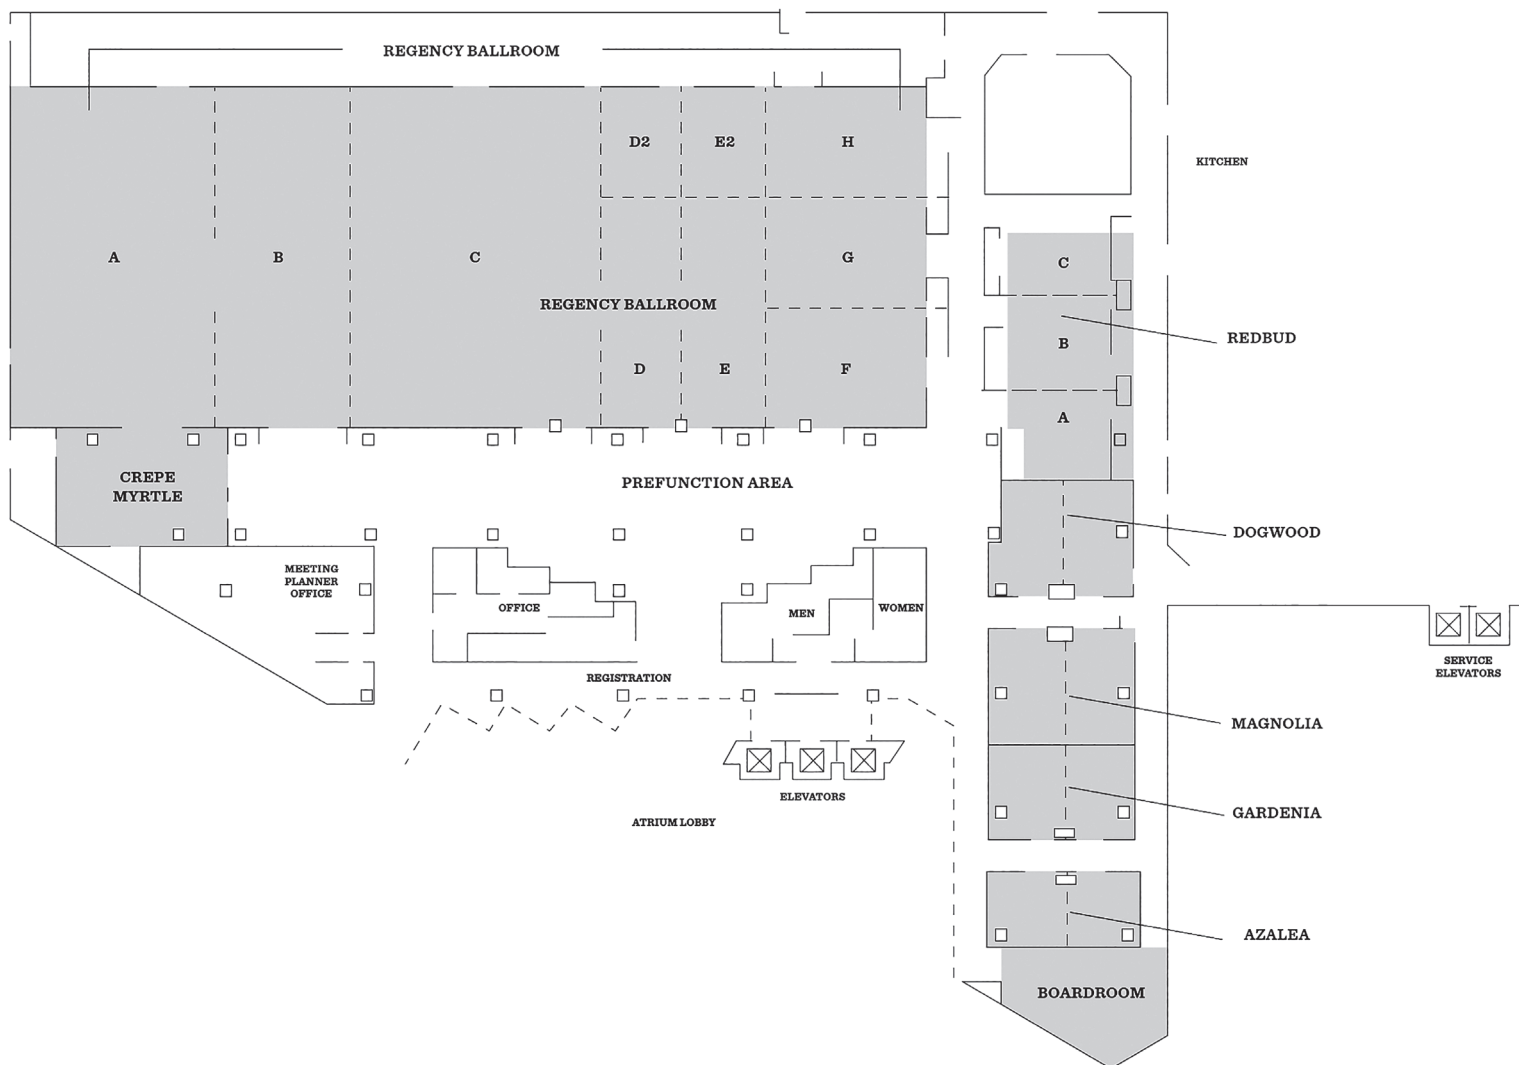 REGENCY BALLROOM
D2
E2
H
KITCHEN
A
B
C
G
C
REGENCY BALLROOM
REDBUD
B
D
E
F
A
CREPE
MYRTLE
PREFUNCTION AREA
DOGWOOD
MEETING
PLANNER
OFFICE
OFFICE
MEN
WOMEN
SERVICE
ELEVATORS
REGISTRATION
MAGNOLIA
ELEVATORS
GARDENIA
ATRIUM LOBBY
AZALEA
BOARDROOM